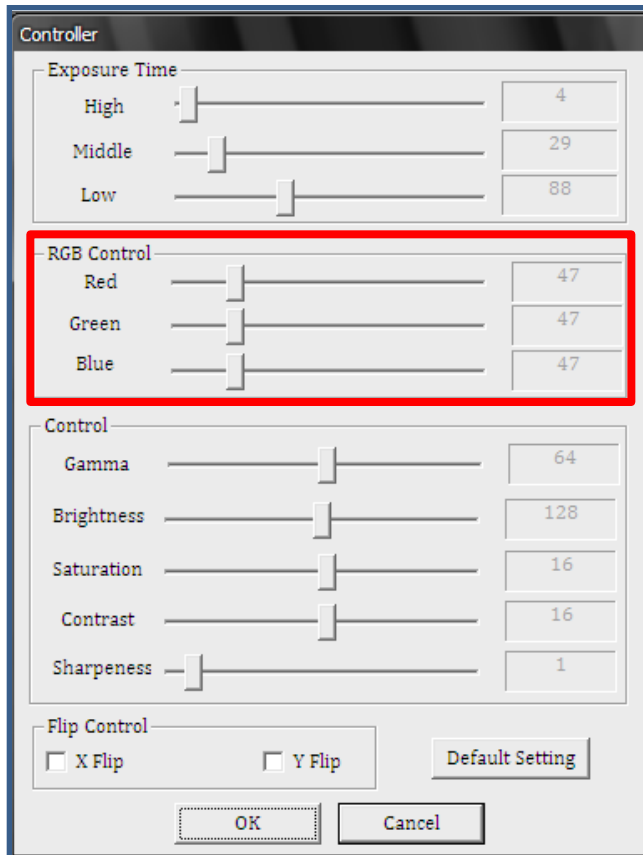 Controller
Exposure Time
High 4
Middle 29
Low 88
RGB Control
Red 47
Green 47
Blue 47
Control
Gamma 64
Brightness 128
Saturation 16
Contrast 16
Sharpeness 1
Flip Control
X Flip Y Flip Default Setting
OK Cancel